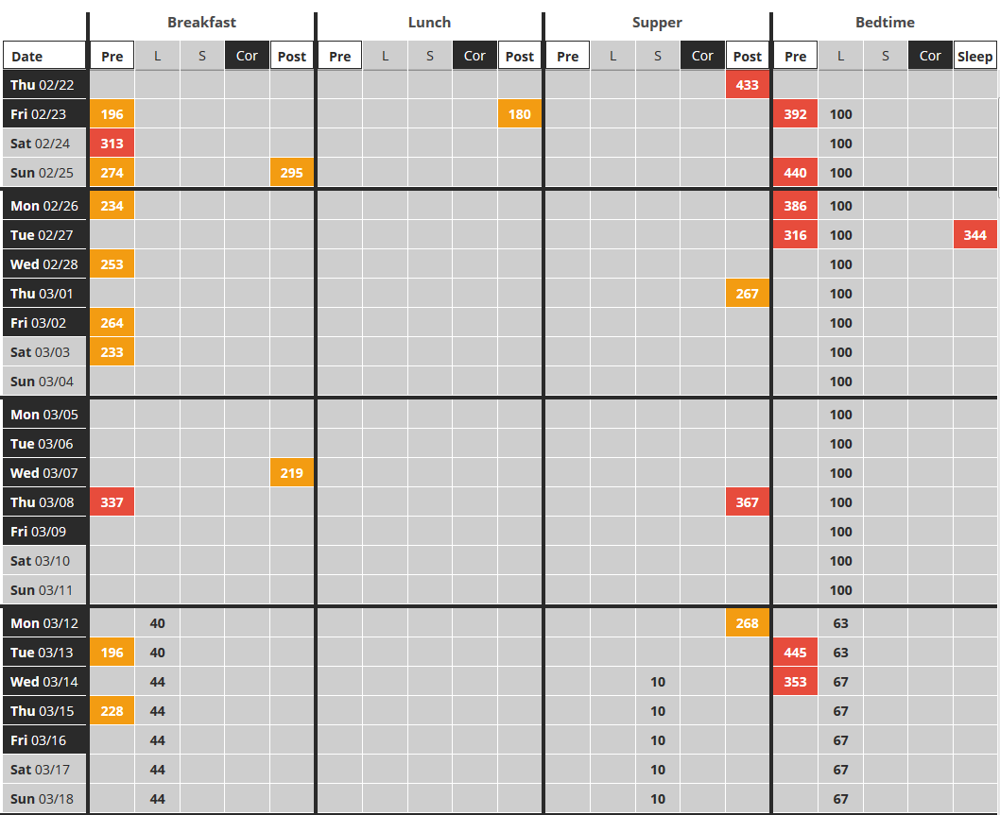 Breakfast Lunch Supper Bedtime
Date Pre L S Cor Post Pre L S Cor Post Pre L S Cor Post Pre L S Cor Sleep
Thu 02/22 433
Fri 02/23 196 180 392 100
Sat 02/24 313 100
Sun 02/25 274 295 440 100
Mon 02/26 234 386 100
Tue 02/27 316 100 344
Wed 02/28 253 100
Thu 03/01 267 100
Fri 03/02 264 100
Sat 03/03 233 100
Sun 03/04 100
Mon 03/05 100
Tue 03/06 100
Wed 03/07 219 100
Thu 03/08 337 367 100
Fri 03/09 100
Sat 03/10 100
Sun 03/11 100
Mon 03/12 40 268 63
Tue 03/13 196 40 445 63
Wed 03/14 44 10 353 67
Thu 03/15 228 44 10 67
Fri 03/16 44 10 67
Sat 03/17 44 10 67
Sun 03/18 44 10 67